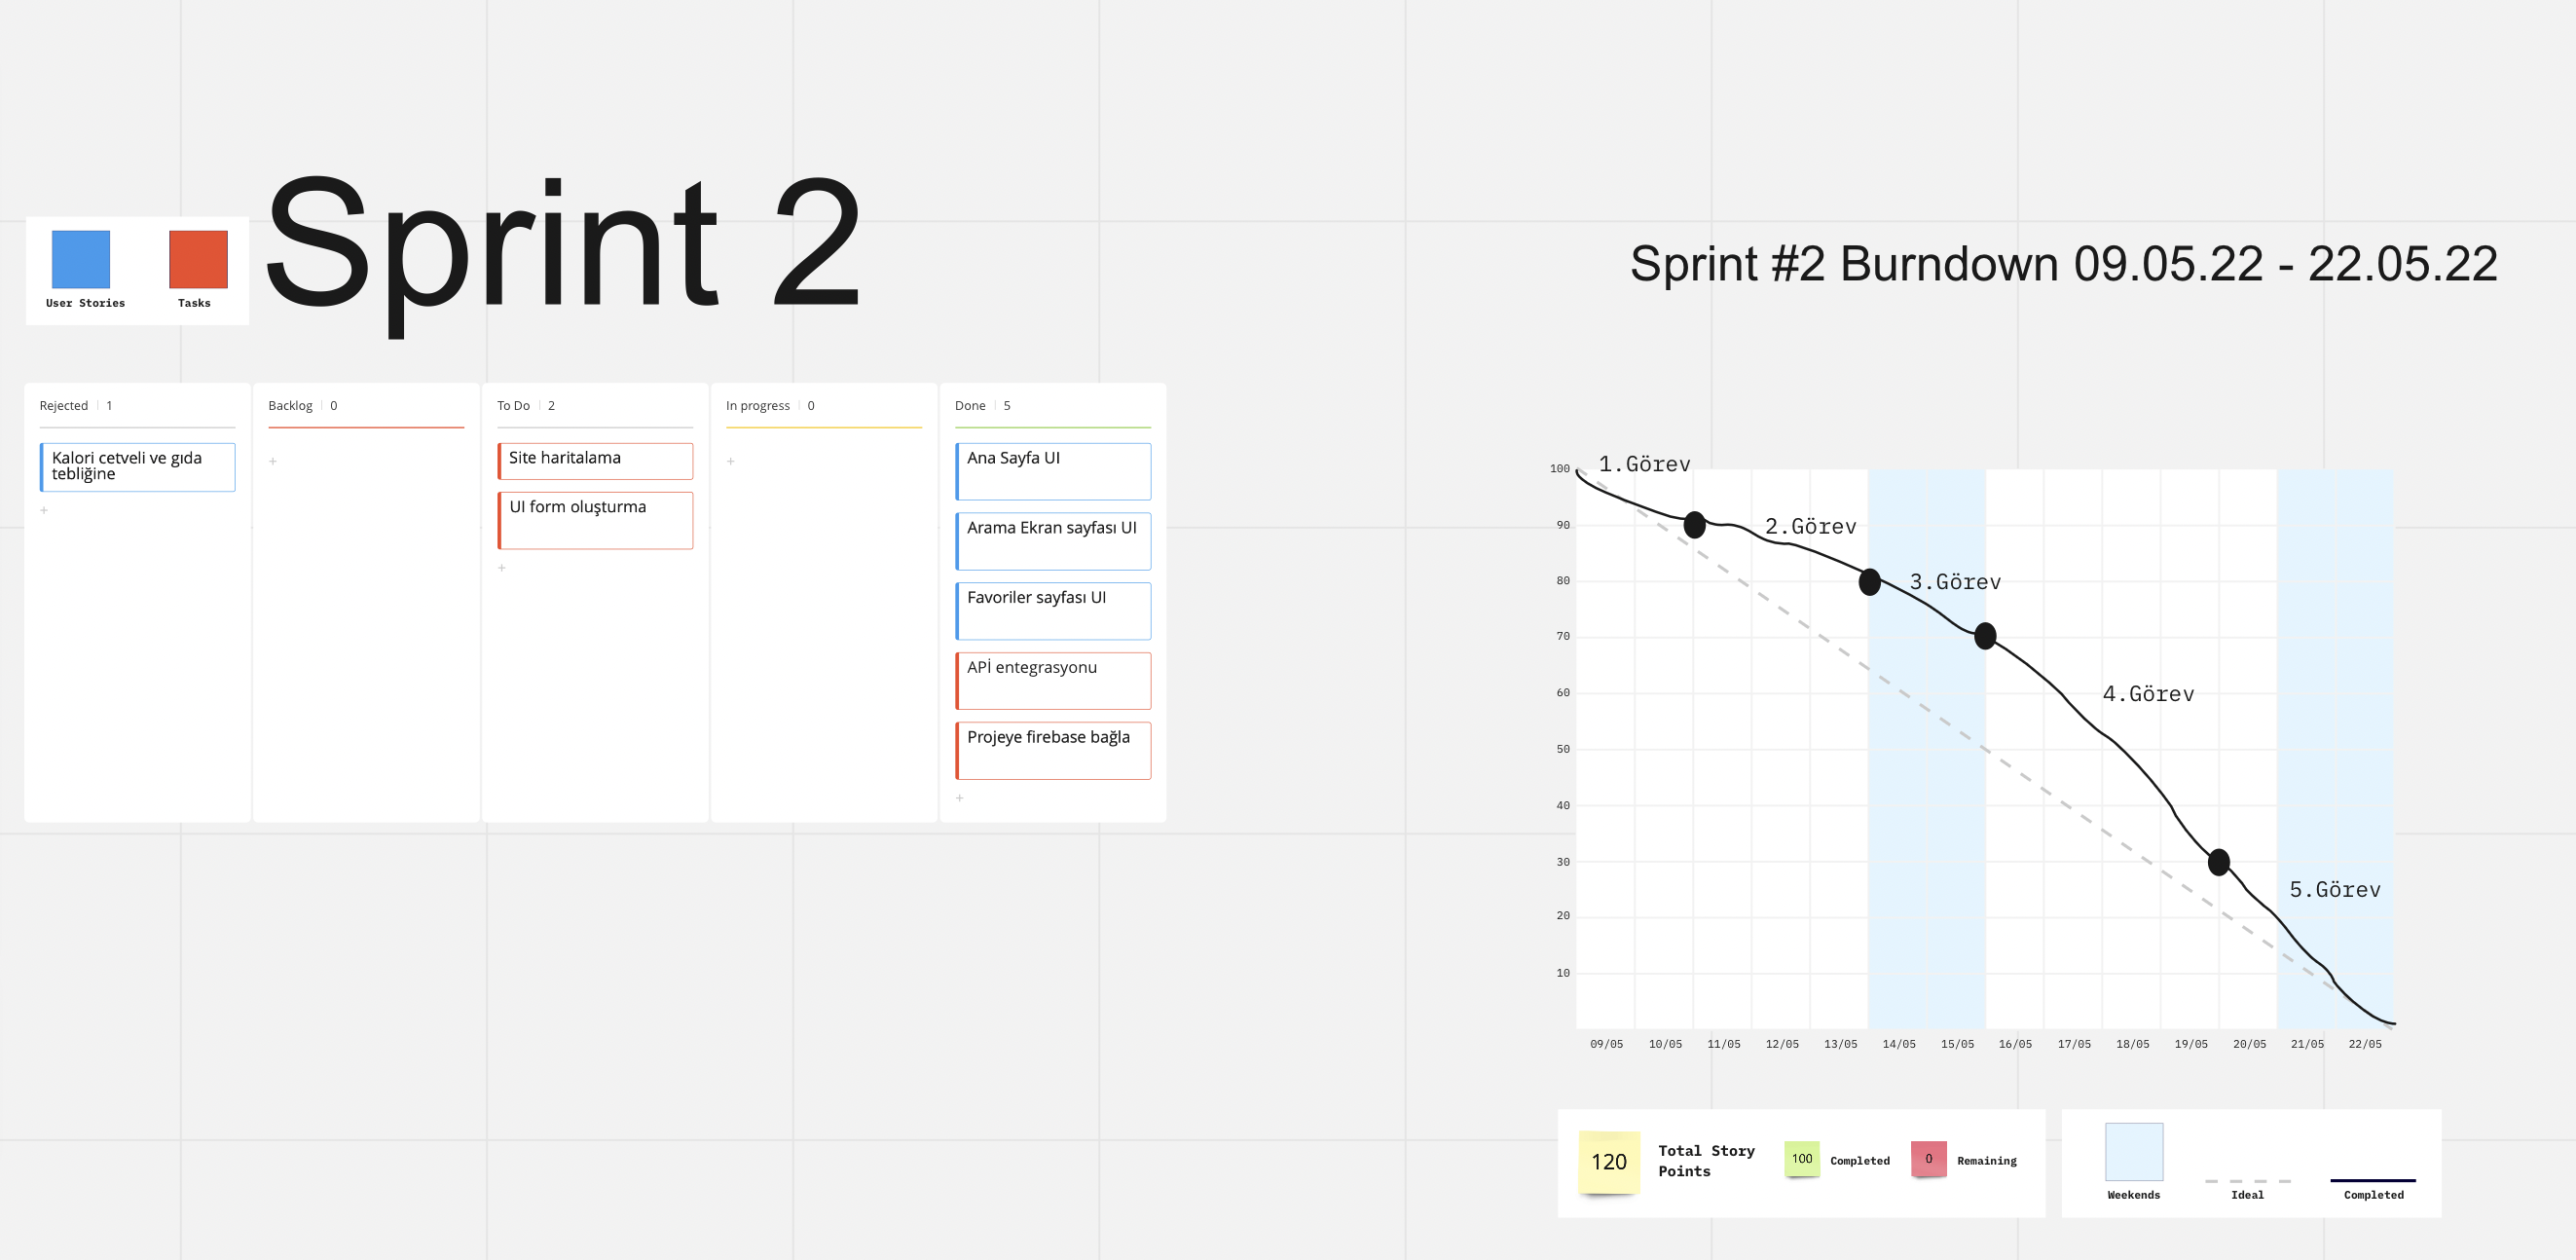 Sprint 2
User Stories
Tasks
Rejected 1
Kalori cetveli ve gıda
tebliğine
+
Backlog 0
+
To Do 2
Site haritalama
UI form oluşturma
+
In progress 0
+
Done 5
Ana Sayfa UI
Arama Ekran sayfası UI
Favoriler sayfası UI
APİ entegrasyonu
Projeye firebase bağla
+
Sprint #2 Burndown 09.05.22 - 22.05.22
100
90
80
70
60
50
40
30
20
10
1.Görev
2.Görev
3.Görev
4.Görev
5.Görev
09/05 10/05 11/05 12/05 13/05 14/05 15/05 16/05 17/05 18/05 19/05 20/05 21/05 22/05
120
Total Story
Points
100
Completed
0
Remaining
Weekends
Ideal
Completed